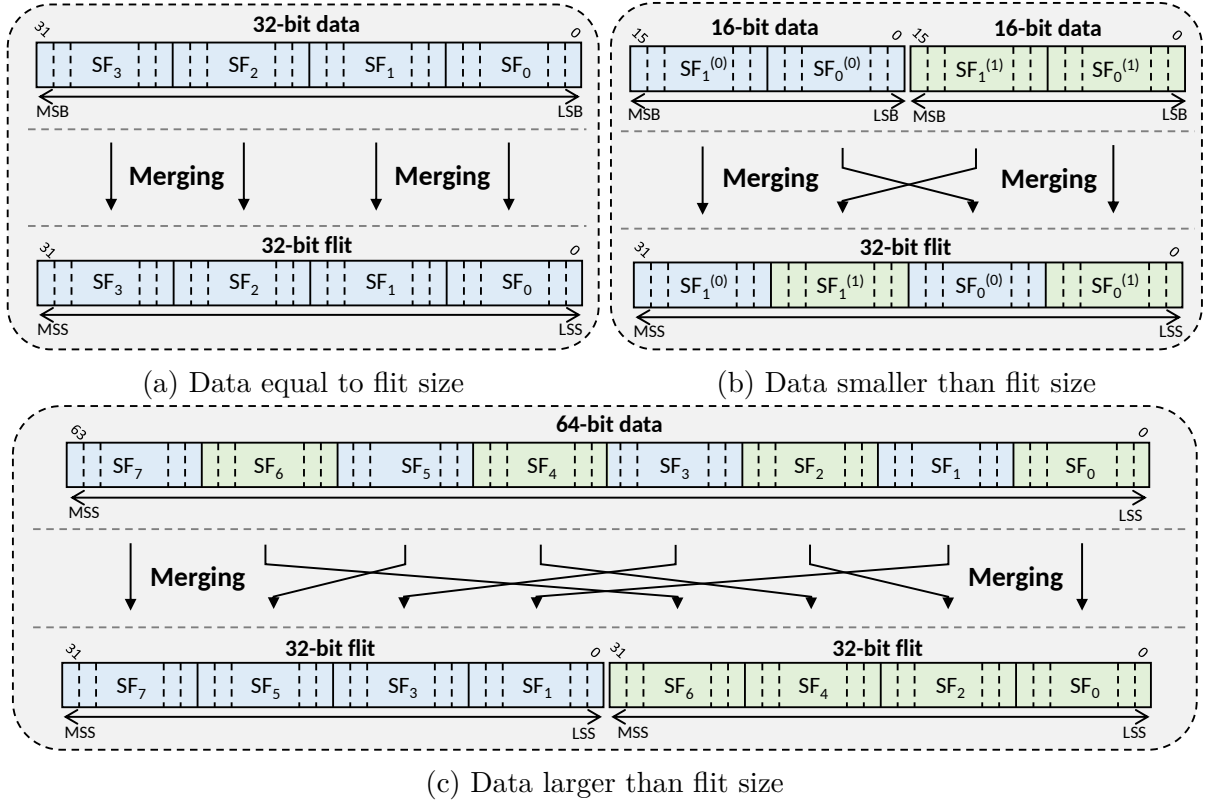 32-bit data
31 0
SF₃ SF₂ SF₁ SF₀
MSB LSB
Merging Merging
32-bit flit
31 0
SF₃ SF₂ SF₁ SF₀
MSS LSS
(a) Data equal to flit size
16-bit data 16-bit data
15 0 15 0
SF₁⁽⁰⁾ SF₀⁽⁰⁾ SF₁⁽¹⁾ SF₀⁽¹⁾
MSB LSB MSB LSB
Merging Merging
32-bit flit
31 0
SF₁⁽⁰⁾ SF₁⁽¹⁾ SF₀⁽⁰⁾ SF₀⁽¹⁾
MSS LSS
(b) Data smaller than flit size
64-bit data
63 0
SF₇ SF₆ SF₅ SF₄ SF₃ SF₂ SF₁ SF₀
MSS LSS
Merging Merging
32-bit flit 32-bit flit
31 0 31 0
SF₇ SF₅ SF₃ SF₁ SF₆ SF₄ SF₂ SF₀
MSS LSS MSS LSS
(c) Data larger than flit size